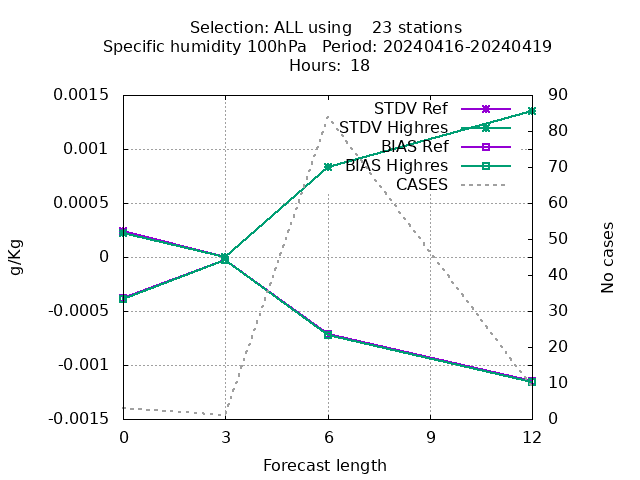 Selection: ALL using    23 stations
Specific humidity 100hPa   Period: 20240416-20240419
Hours: 18
STDV Ref
STDV Highres
BIAS Ref
BIAS Highres
CASES
0.0015
0.001
0.0005
0
-0.0005
-0.001
-0.0015
g/Kg
90
80
70
60
50
40
30
20
10
0
No cases
0 3 6 9 12
Forecast length